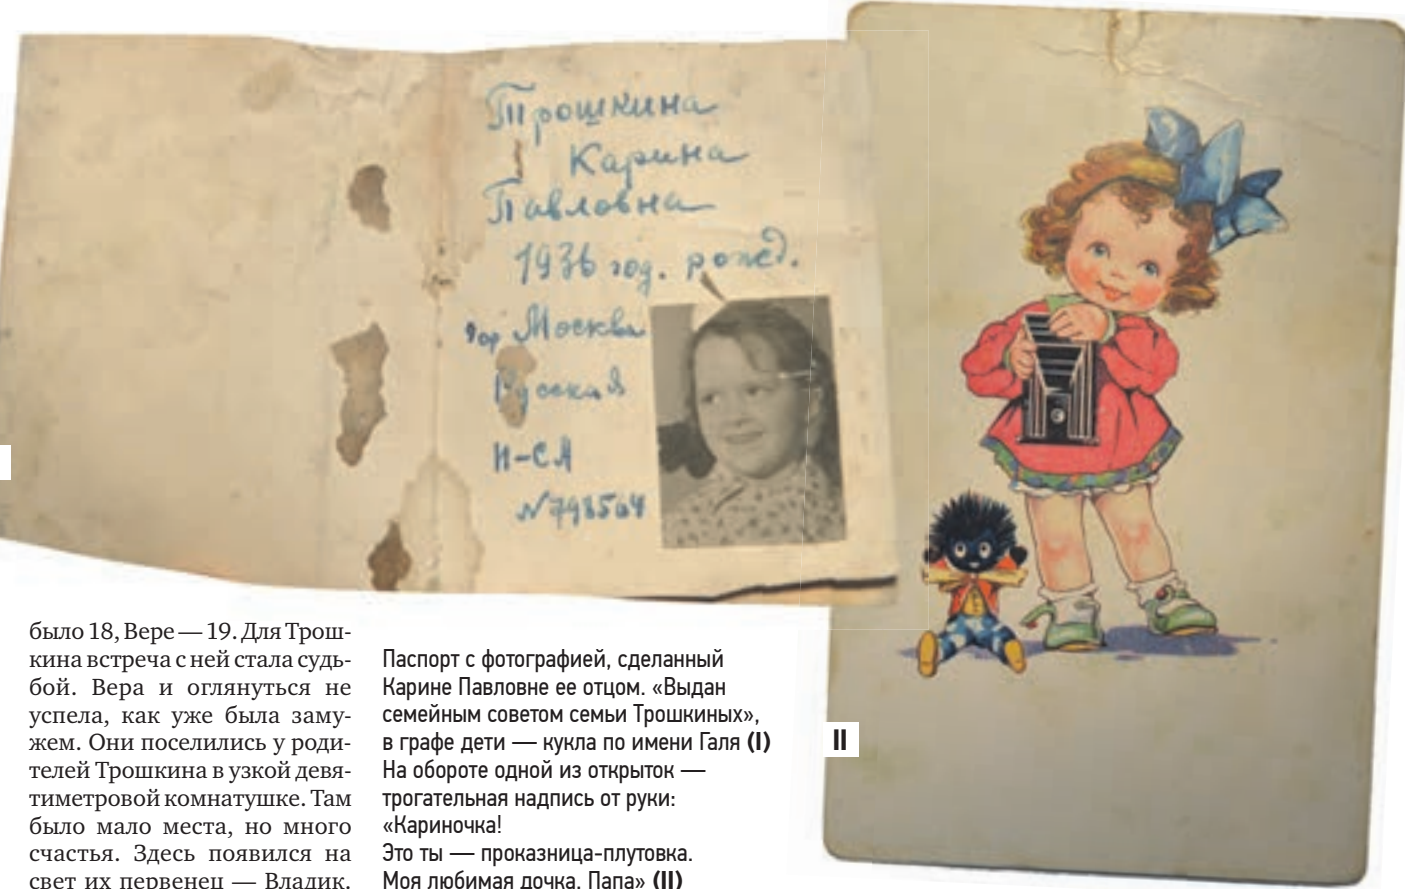 Трошкина
Карина
Павловна
1936 год. рожд.
гор Москва
Русская
II-СА
№798564
II
было 18, Вере — 19. Для Трош-
кина встреча с ней стала судь-
бой. Вера и оглянуться не
успела, как уже была заму-
жем. Они поселились у роди-
телей Трошкина в узкой девя-
тиметровой комнатушке. Там
было мало места, но много
счастья. Здесь появился на
свет их первенец — Владик.
Паспорт с фотографией, сделанный
Карине Павловне ее отцом. «Выдан
семейным советом семьи Трошкиных»,
в графе дети — кукла по имени Галя (I)
На обороте одной из открыток —
трогательная надпись от руки:
«Кариночка!
Это ты — проказница-плутовка.
Моя любимая дочка. Папа» (II)